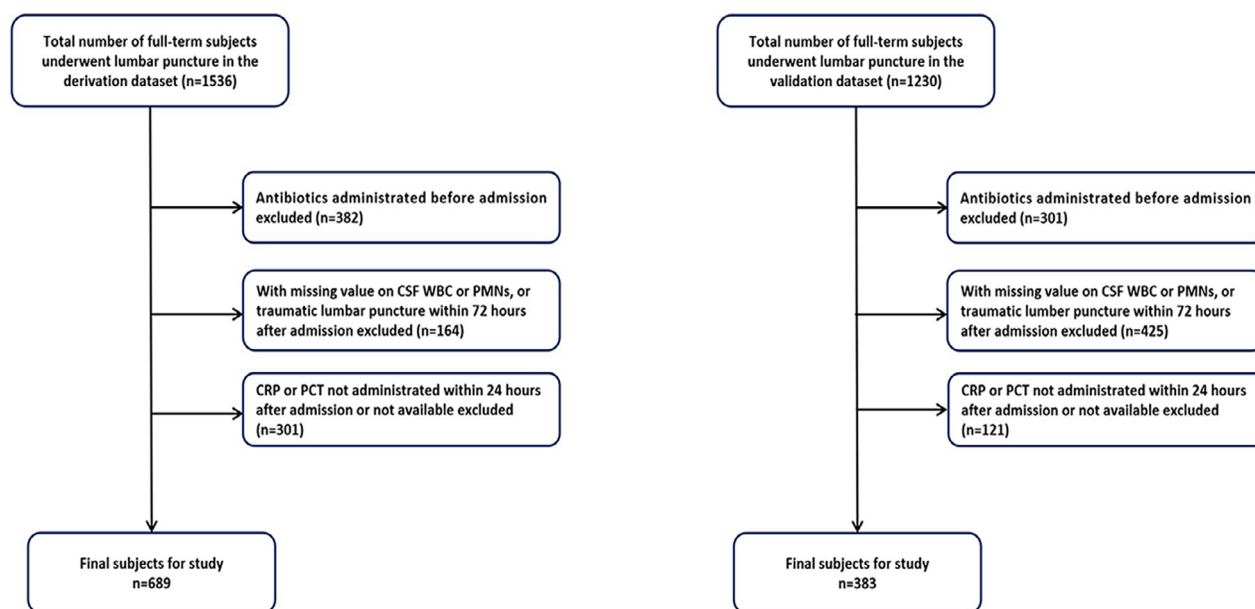 Total number of full-term subjects
underwent lumbar puncture in the
derivation dataset (n=1536)
Antibiotics administrated before admission
excluded (n=382)
With missing value on CSF WBC or PMNs, or
traumatic lumbar puncture within 72 hours
after admission excluded (n=164)
CRP or PCT not administrated within 24 hours
after admission or not available excluded
(n=301)
Final subjects for study
n=689
Total number of full-term subjects
underwent lumbar puncture in the
validation dataset (n=1230)
Antibiotics administrated before admission
excluded (n=301)
With missing value on CSF WBC or PMNs, or
traumatic lumber puncture within 72 hours
after admission excluded (n=425)
CRP or PCT not administrated within 24 hours
after admission or not available excluded
(n=121)
Final subjects for study
n=383